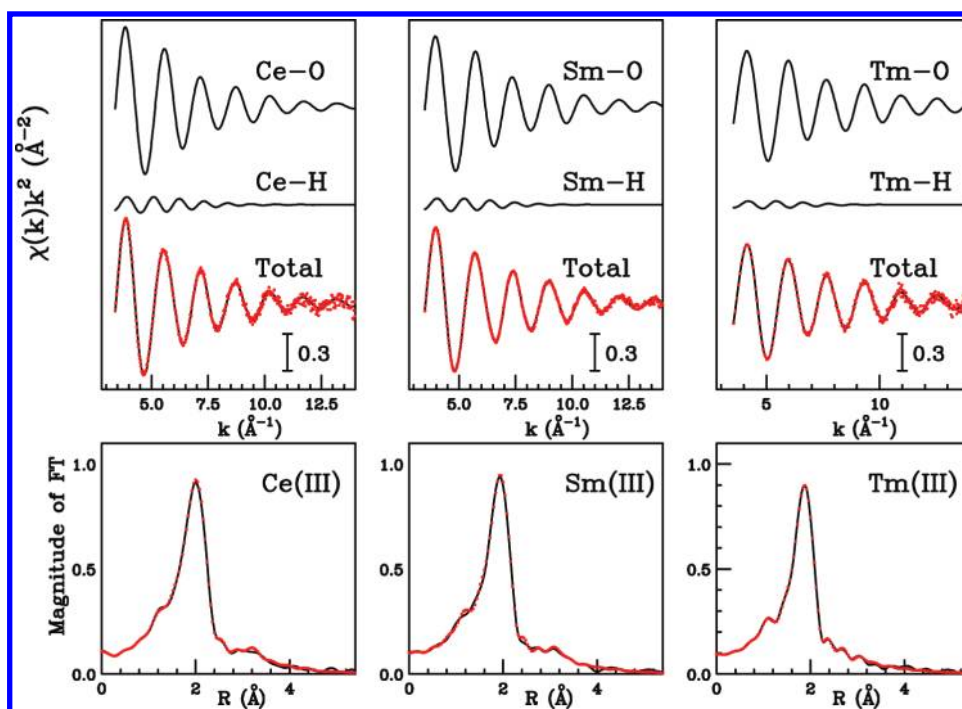 χ(k)k² (Å⁻²)
Ce–O
Ce–H
Total
0.3
5.0 7.5 10.0 12.5
k (Å⁻¹)
Sm–O
Sm–H
Total
0.3
5.0 7.5 10.0 12.5
k (Å⁻¹)
Tm–O
Tm–H
Total
0.3
5 10
k (Å⁻¹)
Magnitude of FT
1.0
0.5
0.0
Ce(III)
0 2 4
R (Å)
1.0
0.5
0.0
Sm(III)
0 2 4
R (Å)
1.0
0.5
0.0
Tm(III)
0 2 4
R (Å)